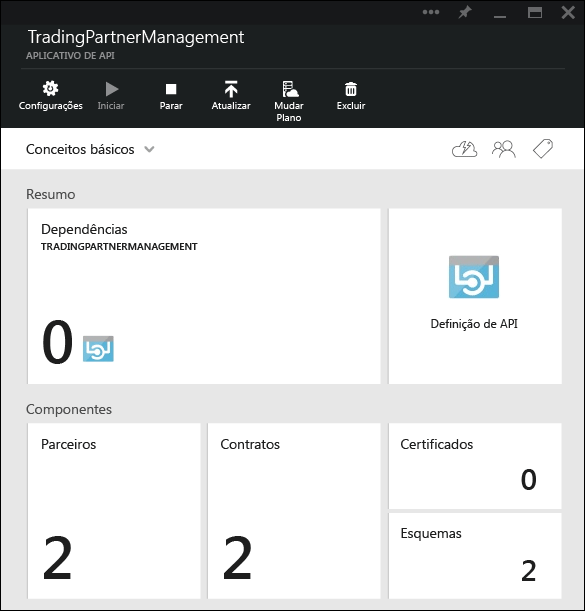 TradingPartnerManagement
APLICATIVO DE API
Configurações
Iniciar
Parar
Atualizar
Mudar
Plano
Excluir
Conceitos básicos
Resumo
Dependências
TRADINGPARTNERMANAGEMENT
0
Definição de API
Componentes
Parceiros
2
Contratos
2
Certificados
0
Esquemas
2